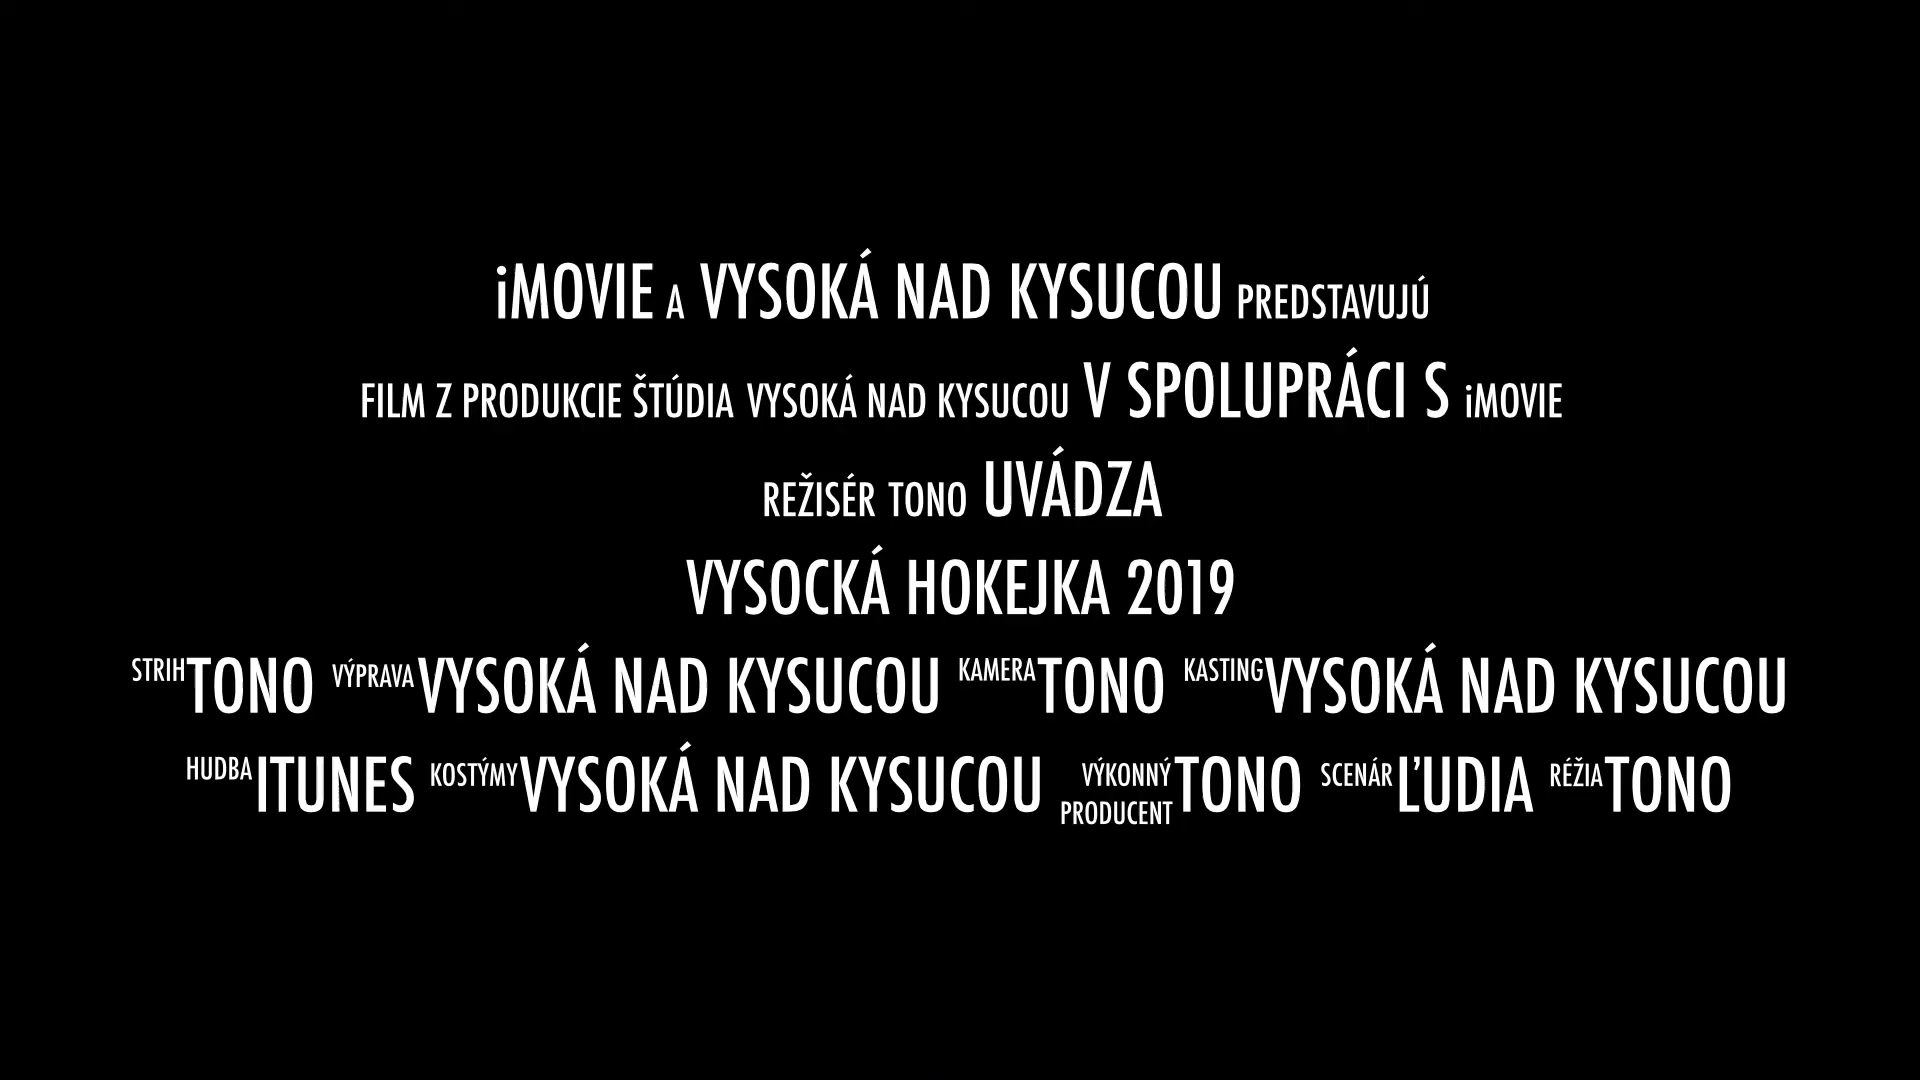 iMOVIE A VYSOKÁ NAD KYSUCOU PREDSTAVUJÚ
FILM Z PRODUKCIE ŠTÚDIA VYSOKÁ NAD KYSUCOU V SPOLUPRÁCI S iMOVIE
REŽISÉR TONO UVÁDZA
VYSOCKÁ HOKEJKA 2019
STRIH TONO VÝPRAVA VYSOKÁ NAD KYSUCOU KAMERA TONO KASTING VYSOKÁ NAD KYSUCOU
HUDBA ITUNES KOSTÝMY VYSOKÁ NAD KYSUCOU VÝKONNÝ PRODUCENT TONO SCENÁR ĽUDIA RÉŽIA TONO